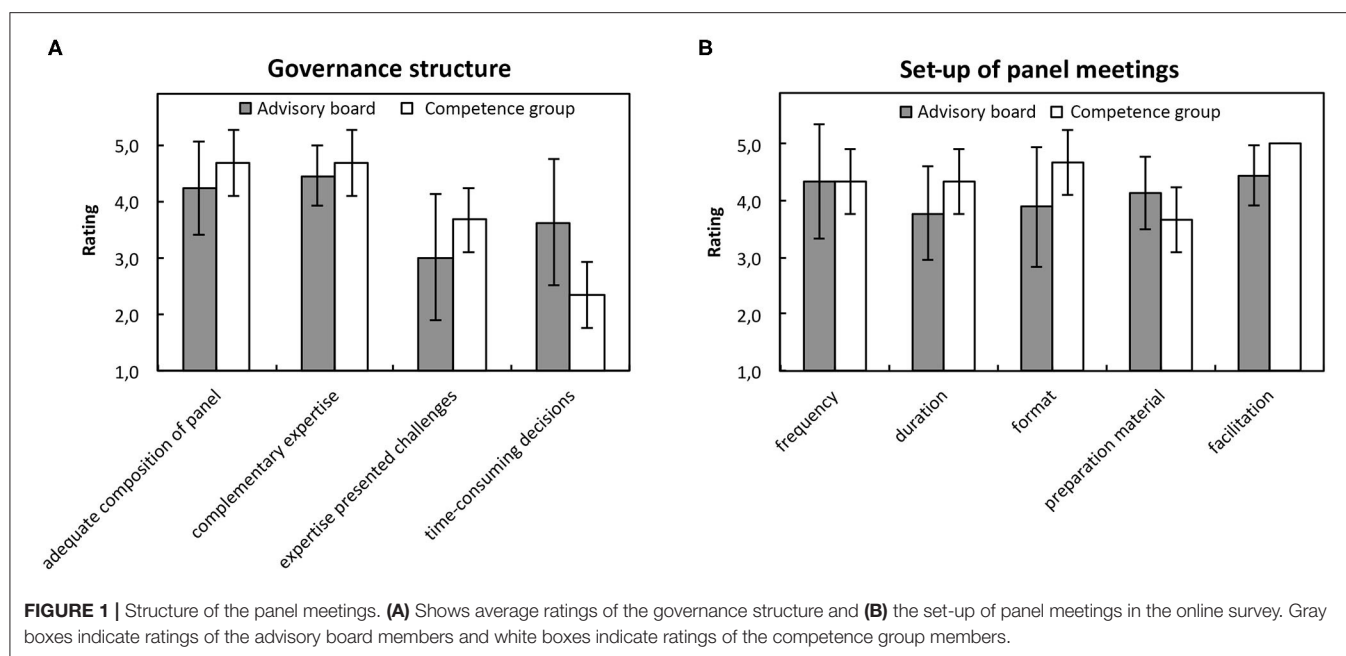 A
Governance structure
Advisory board Competence group
5,0
4,0
3,0
2,0
1,0
Rating
adequate composition of panel
complementary expertise
expertise presented challenges
time-consuming decisions
B
Set-up of panel meetings
Advisory board Competence group
5,0
4,0
3,0
2,0
1,0
Rating
frequency
duration
format
preparation material
facilitation
FIGURE 1 | Structure of the panel meetings. (A) Shows average ratings of the governance structure and (B) the set-up of panel meetings in the online survey. Gray
boxes indicate ratings of the advisory board members and white boxes indicate ratings of the competence group members.